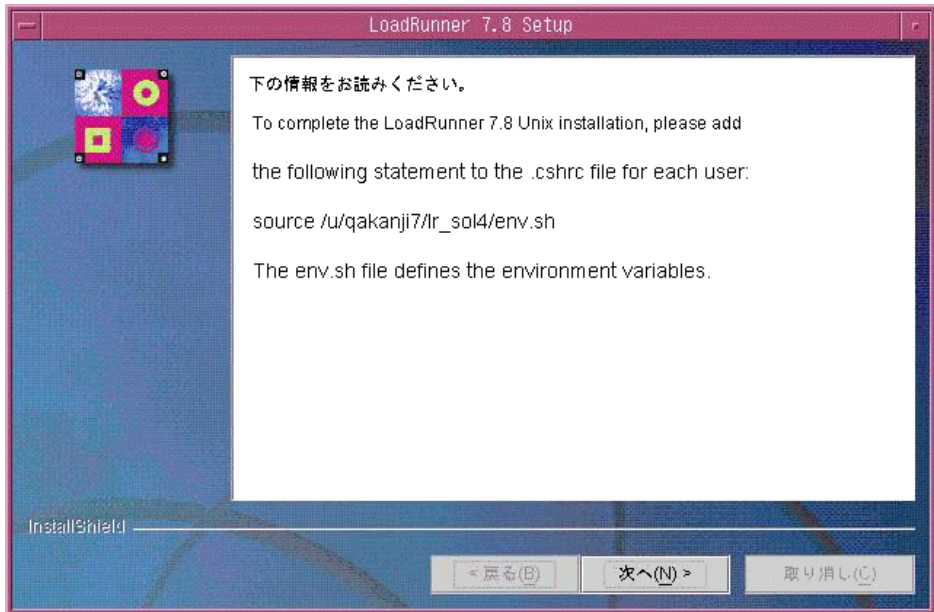 LoadRunner 7.8 Setup
下の情報をお読みください。
To complete the LoadRunner 7.8 Unix installation, please add
the following statement to the .cshrc file for each user:
source /u/qakanji7/lr_sol4/env.sh
The env.sh file defines the environment variables.
InstallShield
< 戻る(B) 次へ(N) > 取り消し(C)